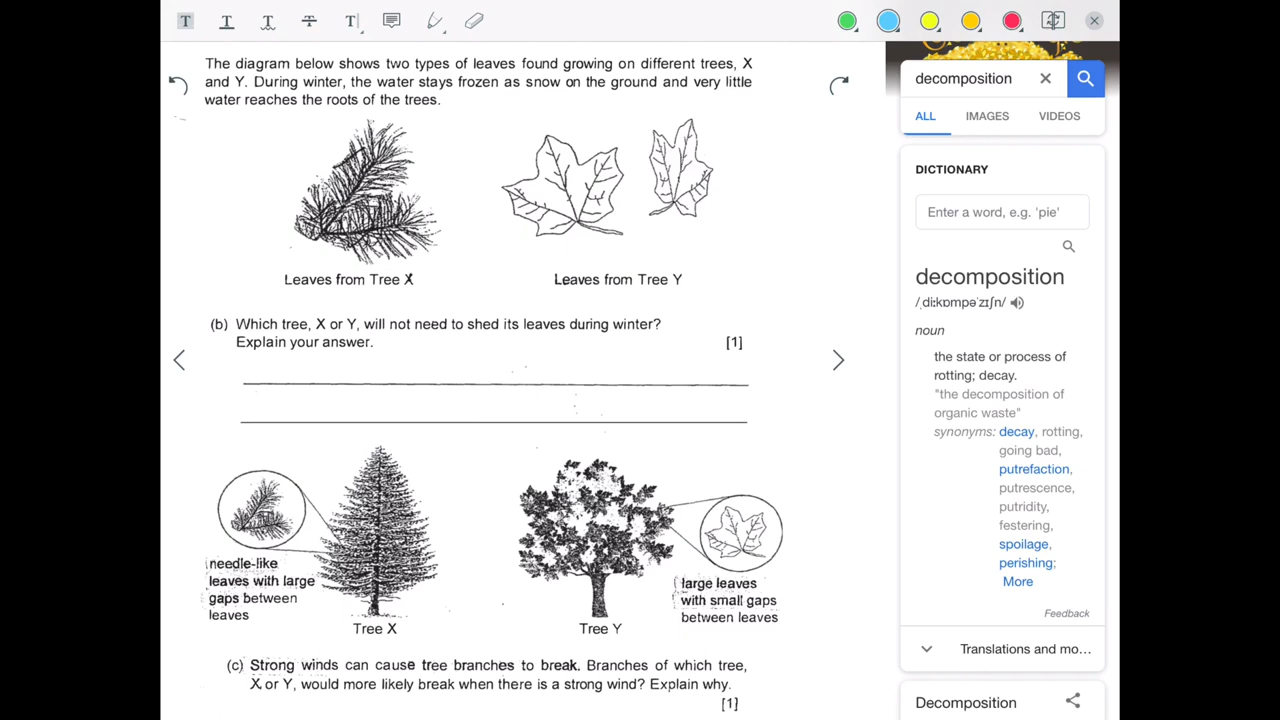 The diagram below shows two types of leaves found growing on different trees, X
and Y. During winter, the water stays frozen as snow on the ground and very little
water reaches the roots of the trees.
Leaves from Tree X
Leaves from Tree Y
(b) Which tree, X or Y, will not need to shed its leaves during winter?
Explain your answer.
[1]
needle-like
leaves with large
gaps between
leaves
Tree X
Tree Y
large leaves
with small gaps
between leaves
(c) Strong winds can cause tree branches to break. Branches of which tree,
X or Y, would more likely break when there is a strong wind? Explain why.
[1]
decomposition
ALL IMAGES VIDEOS
DICTIONARY
Enter a word, e.g. 'pie'
decomposition
/ˌdiːkɒmpəˈzɪʃn/
noun
the state or process of
rotting; decay.
"the decomposition of
organic waste"
synonyms: decay, rotting,
going bad,
putrefaction,
putrescence,
putridity,
festering,
spoilage,
perishing;
More
Feedback
Translations and mo...
Decomposition